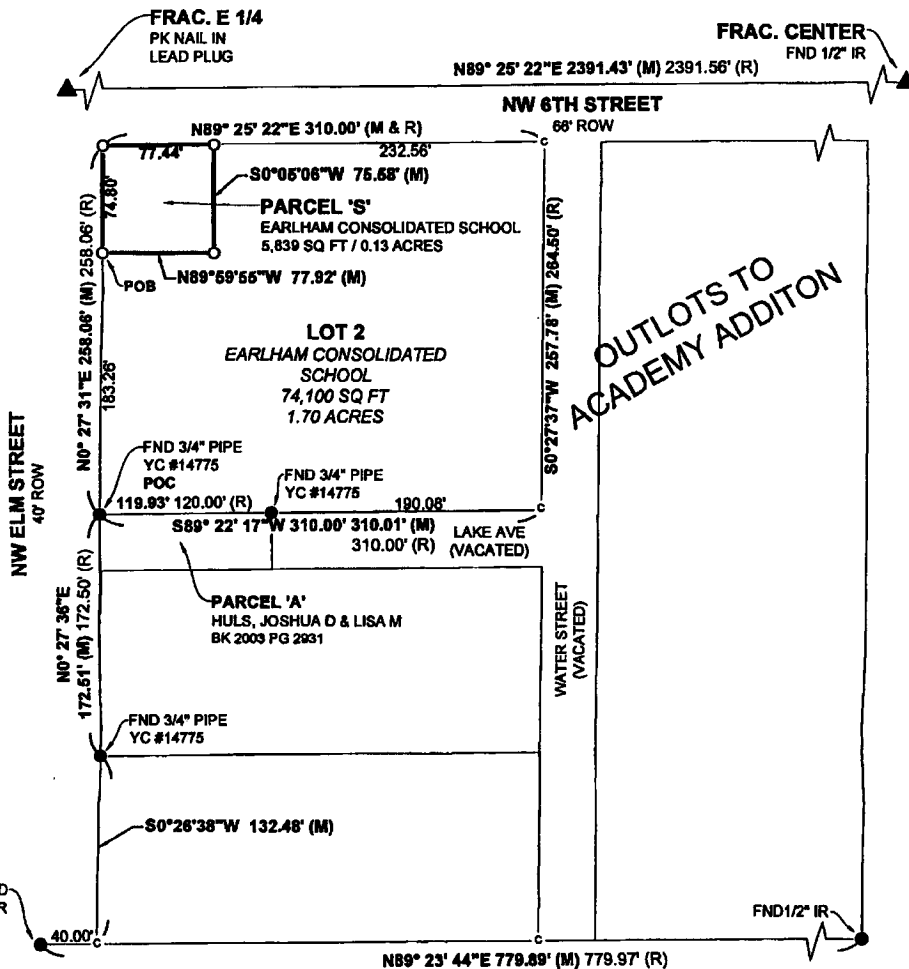 FRAC. E 1/4
PK NAIL IN
LEAD PLUG
FRAC. CENTER
FND 1/2" IR
N89° 25' 22"E 2391.43' (M) 2391.56' (R)
NW 6TH STREET
66' ROW
N89° 25' 22"E 310.00' (M & R)
77.44'
232.56'
S0°05'06"W 75.58' (M)
74.80'
PARCEL 'S'
EARLHAM CONSOLIDATED SCHOOL
5,839 SQ FT / 0.13 ACRES
N89°59'55"W 77.92' (M)
POB
N0° 27' 31"E 258.06' (M) 258.06' (R)
183.26'
LOT 2
EARLHAM CONSOLIDATED
SCHOOL
74,100 SQ FT
1.70 ACRES
S0°27'37"W 257.78' (M) 264.50' (R)
OUTLOTS TO
ACADEMY ADDITON
NW ELM STREET
40' ROW
FND 3/4" PIPE
YC #14775
POC
FND 3/4" PIPE
YC #14775
119.93' 120.00' (R)
190.08'
S89° 22' 17"W 310.00' 310.01' (M)
310.00' (R)
LAKE AVE
(VACATED)
N0° 27' 36"E
172.51' (M) 172.50' (R)
PARCEL 'A'
HULS, JOSHUA D & LISA M
BK 2003 PG 2931
WATER STREET
(VACATED)
FND 3/4" PIPE
YC #14775
S0°26'38"W 132.48' (M)
D
R
40.00'
C
C
C
C
FND1/2" IR
N89° 23' 44"E 779.89' (M) 779.97' (R)